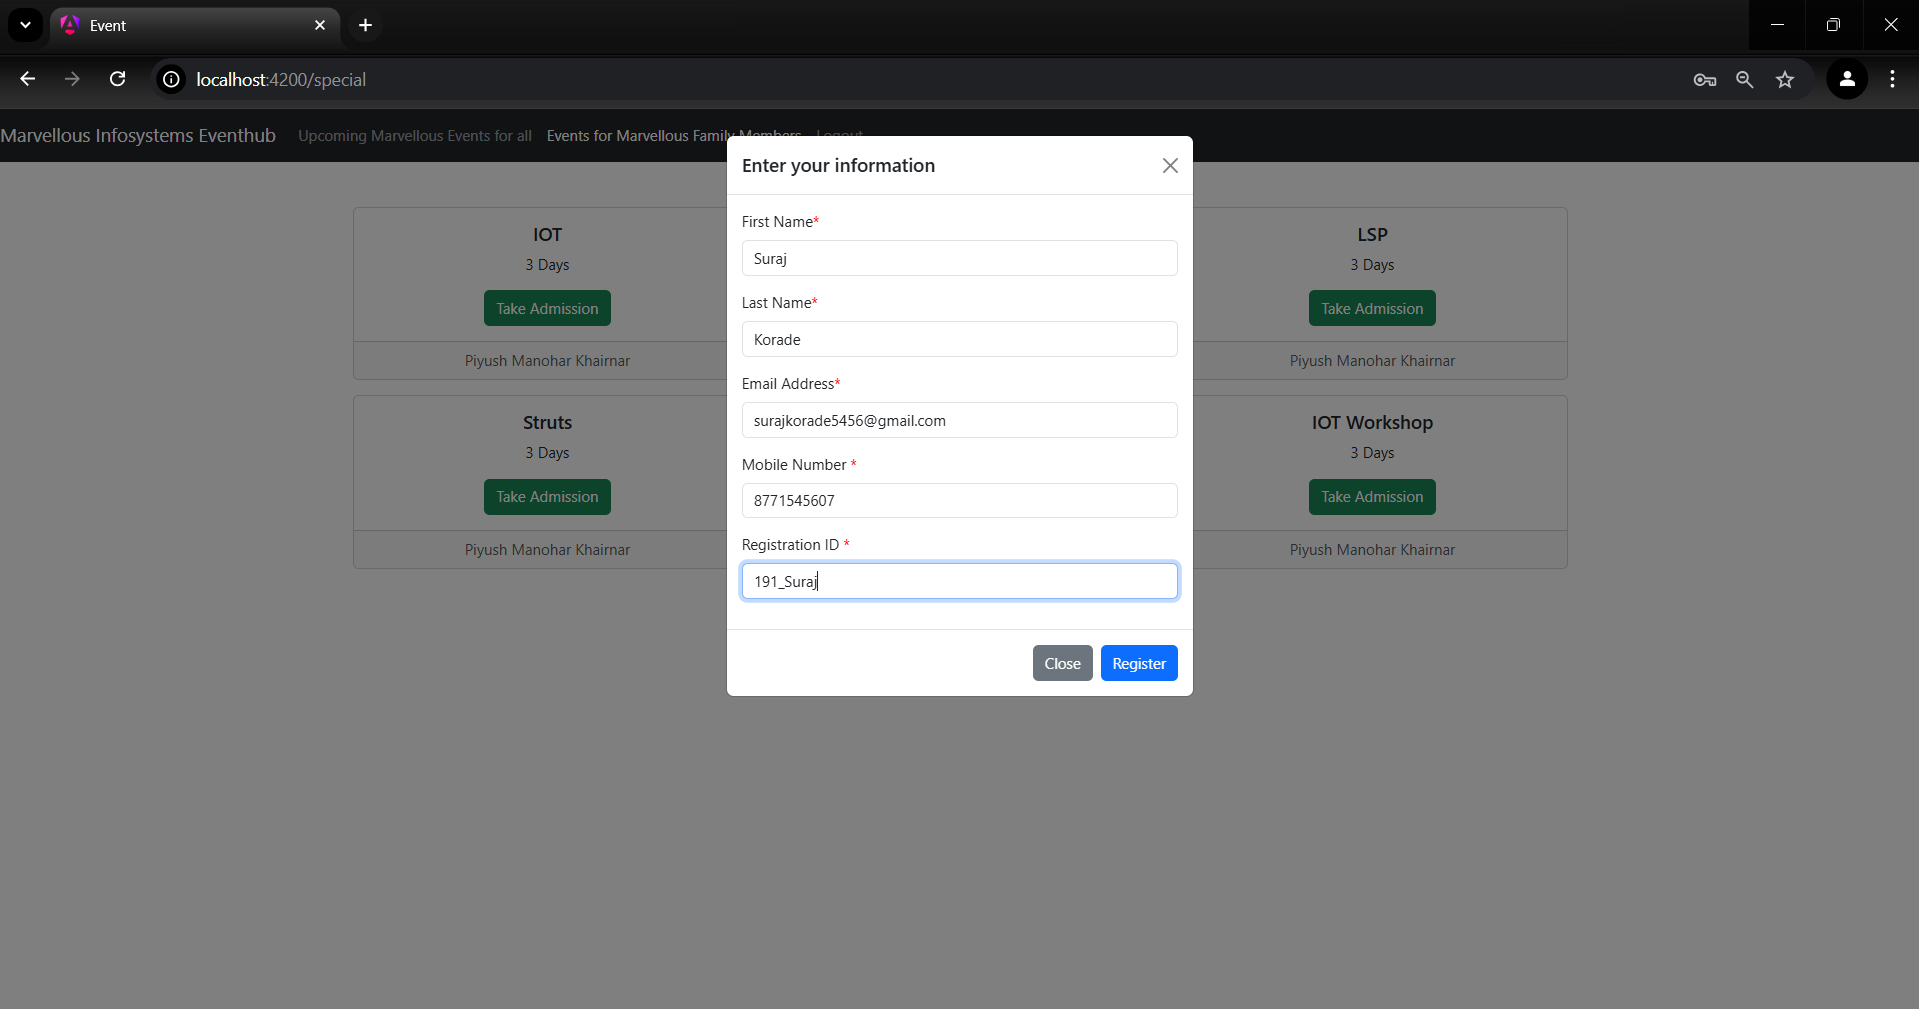 Event
localhost:4200/special
Marvellous Infosystems Eventhub
Upcoming Marvellous Events for all
Events for Marvellous Family Members
Logout
Enter your information
First Name*
Suraj
Last Name*
Korade
Email Address*
surajkorade5456@gmail.com
Mobile Number *
8771545607
Registration ID *
191_Suraj
Close
Register
IOT
3 Days
Take Admission
Piyush Manohar Khairnar
LSP
3 Days
Take Admission
Piyush Manohar Khairnar
Struts
3 Days
Take Admission
Piyush Manohar Khairnar
IOT Workshop
3 Days
Take Admission
Piyush Manohar Khairnar